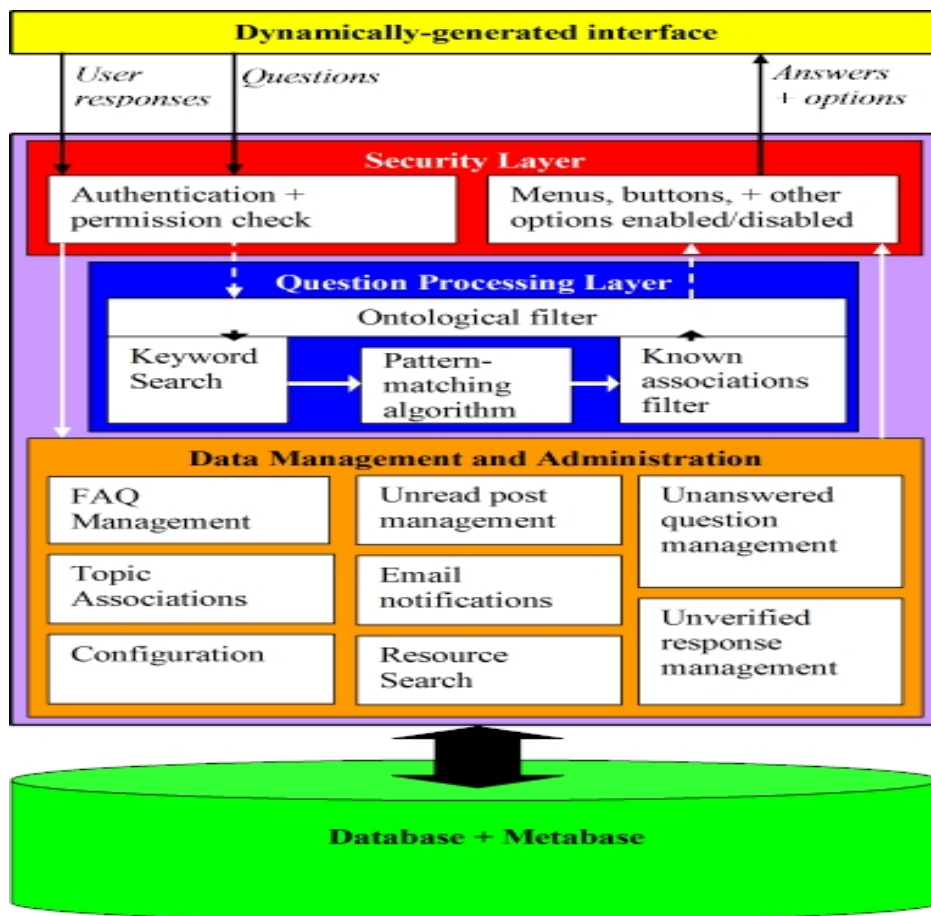 Dynamically-generated interface
User
responses
Questions
Answers
+ options
Security Layer
Authentication +
permission check
Menus, buttons, + other
options enabled/disabled
Question Processing Layer
Ontological filter
Keyword
Search
Pattern-
matching
algorithm
Known
associations
filter
Data Management and Administration
FAQ
Management
Unread post
management
Unanswered
question
management
Topic
Associations
Email
notifications
Unverified
response
management
Configuration
Resource
Search
Database + Metabase